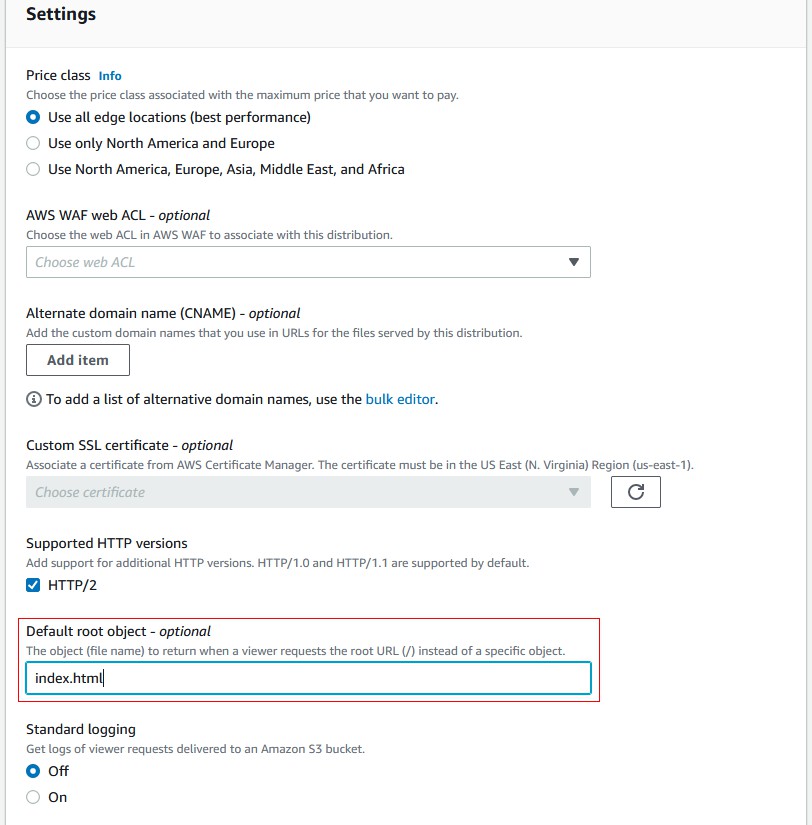 Settings
Price class Info
Choose the price class associated with the maximum price that you want to pay.
Use all edge locations (best performance)
Use only North America and Europe
Use North America, Europe, Asia, Middle East, and Africa
AWS WAF web ACL - optional
Choose the web ACL in AWS WAF to associate with this distribution.
Choose web ACL
Alternate domain name (CNAME) - optional
Add the custom domain names that you use in URLs for the files served by this distribution.
Add item
To add a list of alternative domain names, use the bulk editor.
Custom SSL certificate - optional
Associate a certificate from AWS Certificate Manager. The certificate must be in the US East (N. Virginia) Region (us-east-1).
Choose certificate
Supported HTTP versions
Add support for additional HTTP versions. HTTP/1.0 and HTTP/1.1 are supported by default.
HTTP/2
Default root object - optional
The object (file name) to return when a viewer requests the root URL (/) instead of a specific object.
index.html
Standard logging
Get logs of viewer requests delivered to an Amazon S3 bucket.
Off
On